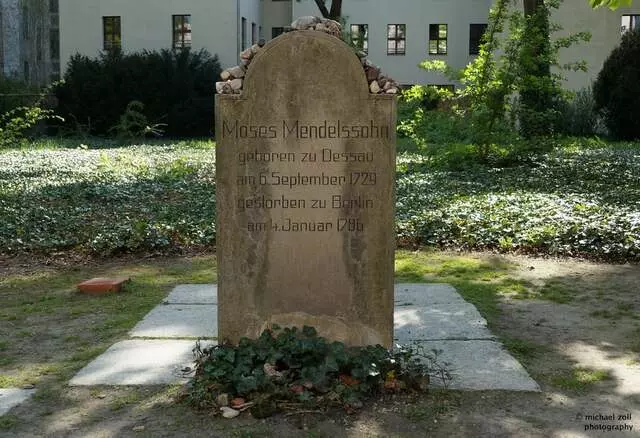 Moses Mendelssohn
geboren zu Dessau
am 6. September 1729
gestorben zu Berlin
am 4. Januar 1786
© michael zoll
photography